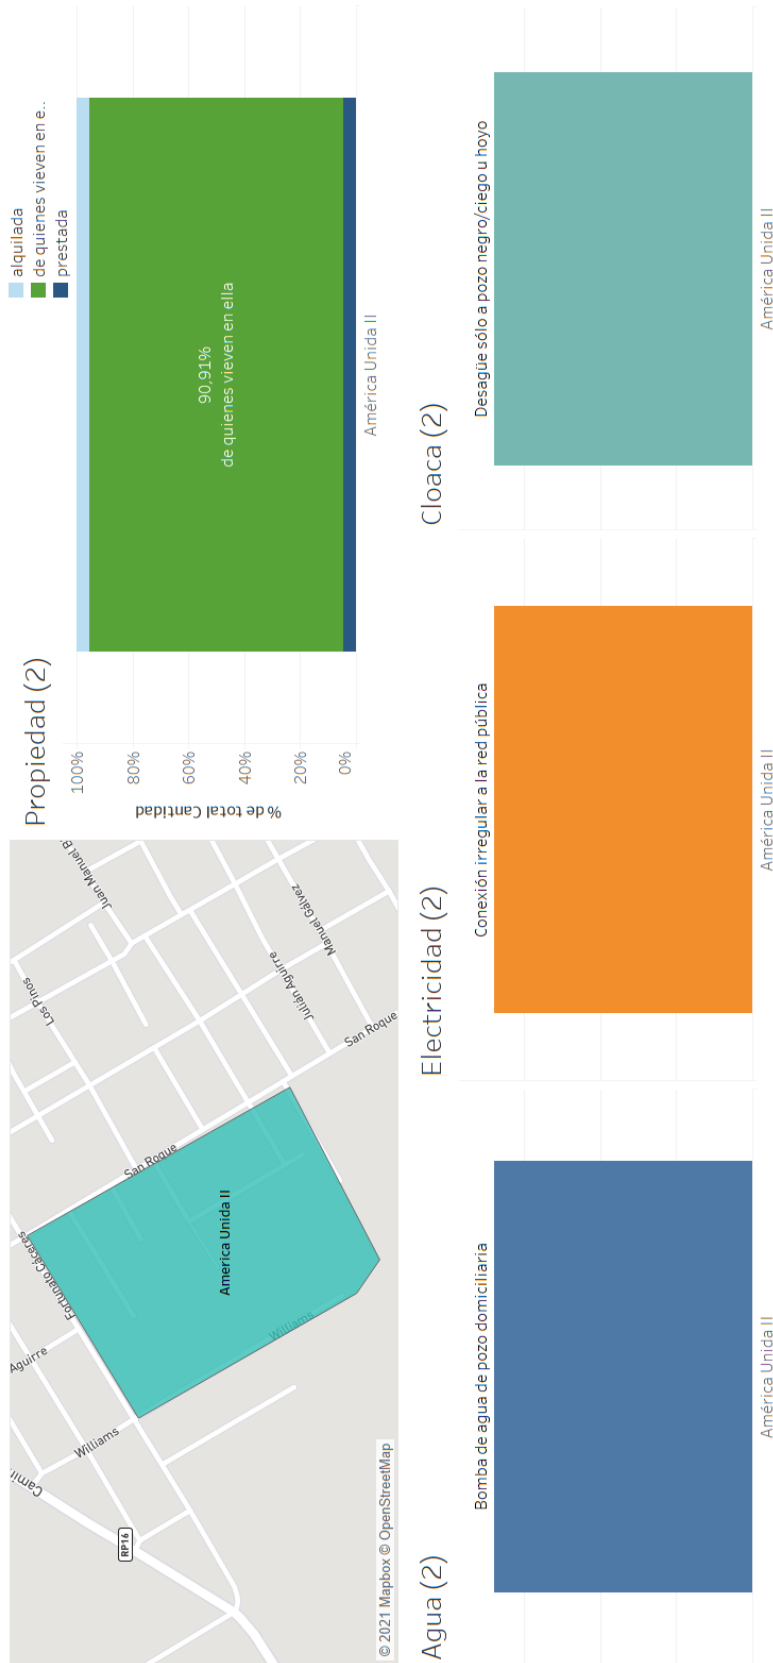 Carni
Aguirre
Williams
RP16
Fortunato Cáceres
San Roque
America Unida II
Williams
Los Pinos
Juan Manuel B
Julián Aguirre
Manuel Gálvez
San Roque
© 2021 Mapbox © OpenStreetMap
Propiedad (2)
alquilada
de quienes vieven en e..
prestada
% de total Cantidad
100%
80%
60%
40%
20%
0%
90,91%
de quienes vieven en ella
América Unida II
Agua (2)
Bomba de agua de pozo domiciliaria
América Unida II
Electricidad (2)
Conexión irregular a la red pública
América Unida II
Cloaca (2)
Desagüe sólo a pozo negro/ciego u hoyo
América Unida II